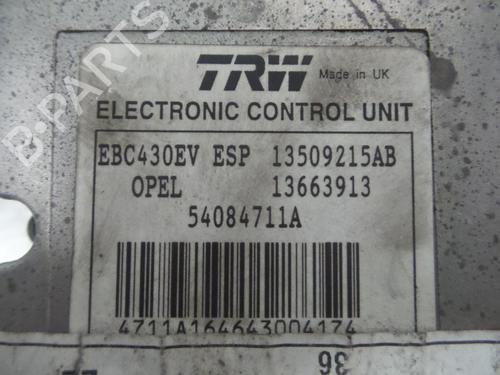 TRW Made in UK
ELECTRONIC CONTROL UNIT
EBC430EV ESP 13509215AB
OPEL 13663913
54084711A
4711A164643004174
36
B-PARTS